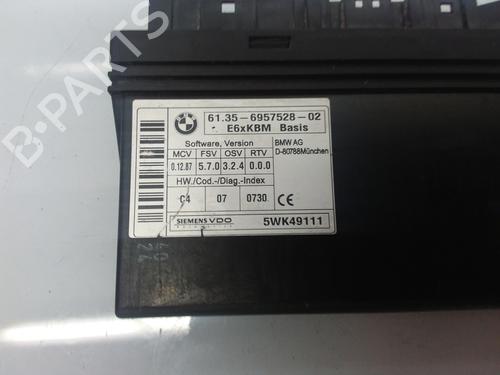 B-PARTS
BMW
61.35-6957528-02
E6xKBM Basis
Software, Version
BMW AG
D-80788München
MCV FSV OSV RTV
0.12.87 5.7.0 3.2.4 0.0.0
HW./Cod.-/Diag.-Index
C4 07 0730
CE
SIEMENS VDO
5WK49111